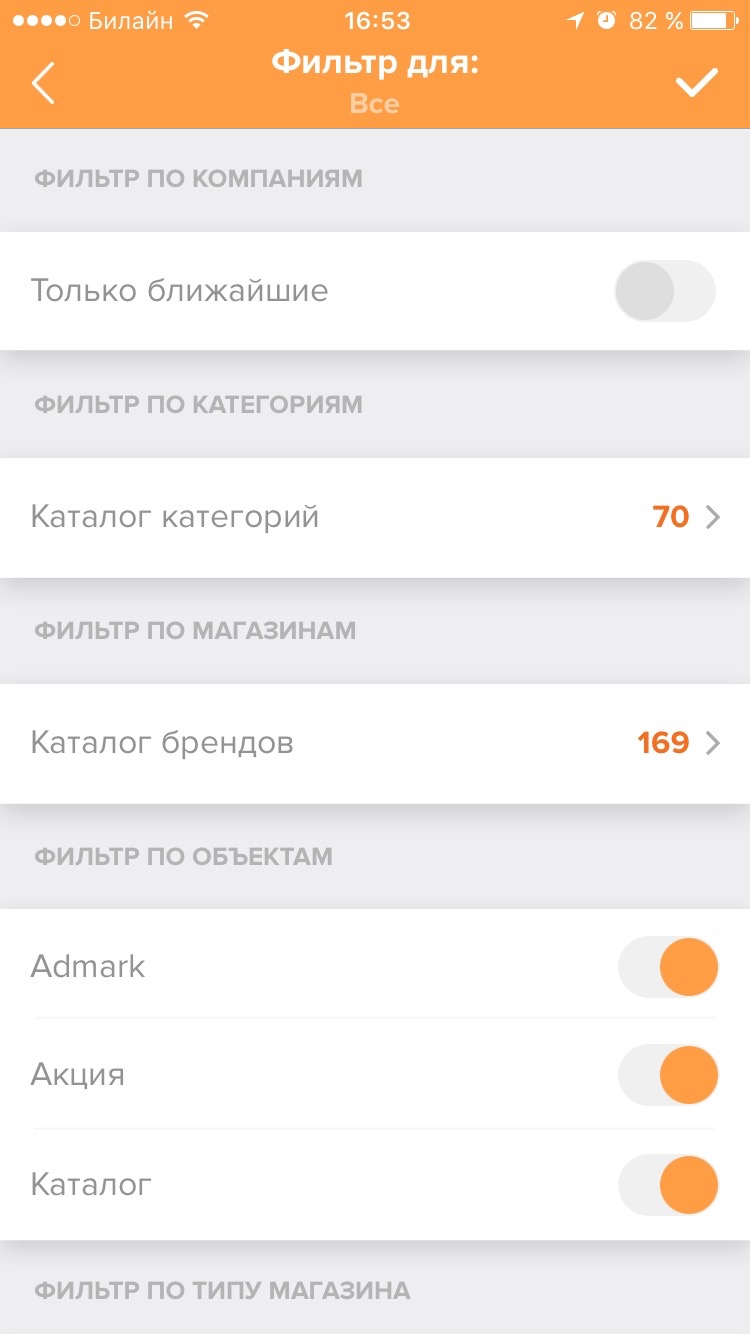 Билайн 16:53 82 %
Фильтр для:
Все
ФИЛЬТР ПО КОМПАНИЯМ
Только ближайшие
ФИЛЬТР ПО КАТЕГОРИЯМ
Каталог категорий 70
ФИЛЬТР ПО МАГАЗИНАМ
Каталог брендов 169
ФИЛЬТР ПО ОБЪЕКТАМ
Admark
Акция
Каталог
ФИЛЬТР ПО ТИПУ МАГАЗИНА